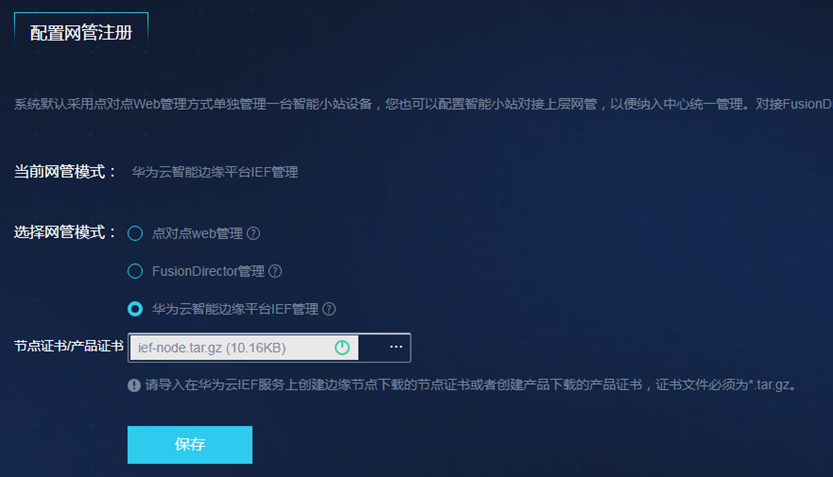 配置网管注册
系统默认采用点对点Web管理方式单独管理一台智能小站设备，您也可以配置智能小站对接上层网管，以便纳入中心统一管理。对接FusionD
当前网管模式： 华为云智能边缘平台IEF管理
选择网管模式： 点对点web管理 ?
FusionDirector管理 ?
华为云智能边缘平台IEF管理 ?
节点证书/产品证书 ief-node.tar.gz (10.16KB) ...
! 请导入在华为云IEF服务上创建边缘节点下载的节点证书或者创建产品下载的产品证书，证书文件必须为*.tar.gz。
保存